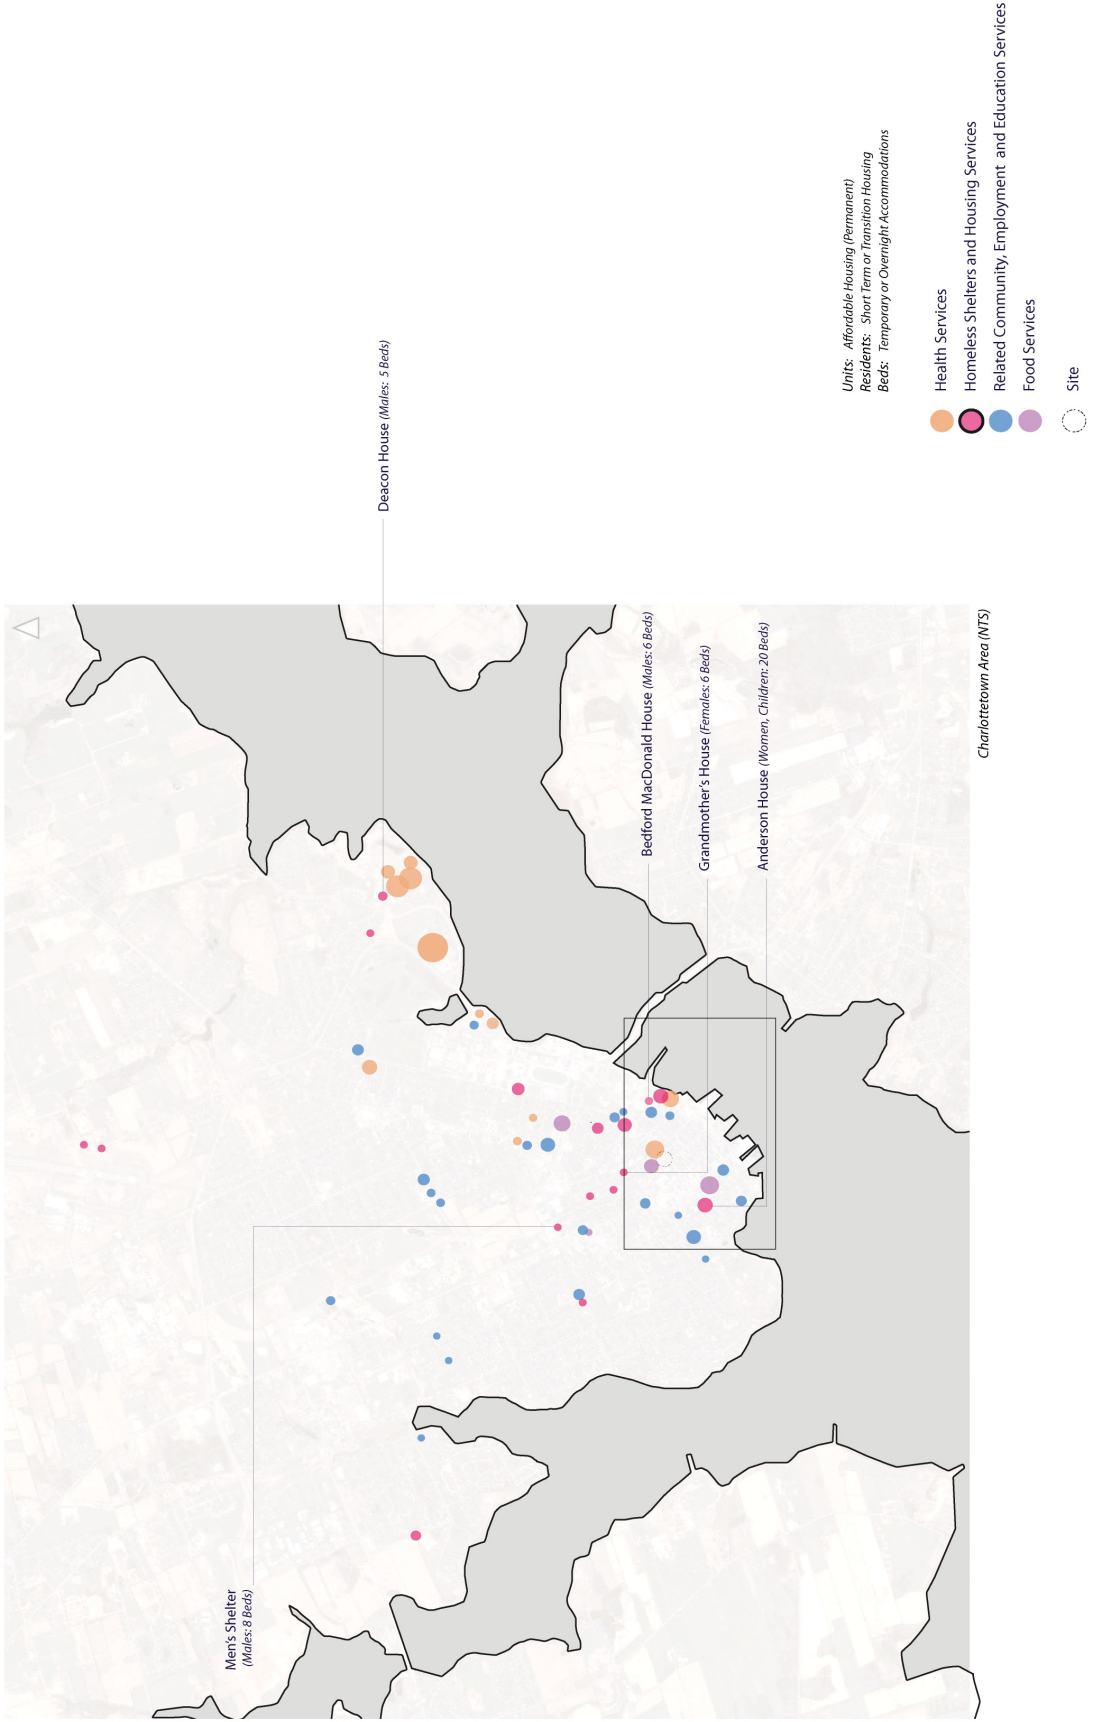 Men's Shelter
(Males: 8 Beds)
Deacon House (Males: 5 Beds)
Bedford MacDonald House (Males: 6 Beds)
Grandmother's House (Females: 6 Beds)
Anderson House (Women, Children: 20 Beds)
Units: Affordable Housing (Permanent)
Residents: Short Term or Transition Housing
Beds: Temporary or Overnight Accommodations
Health Services
Homeless Shelters and Housing Services
Related Community, Employment and Education Services
Food Services
Site
Charlottetown Area (NTS)